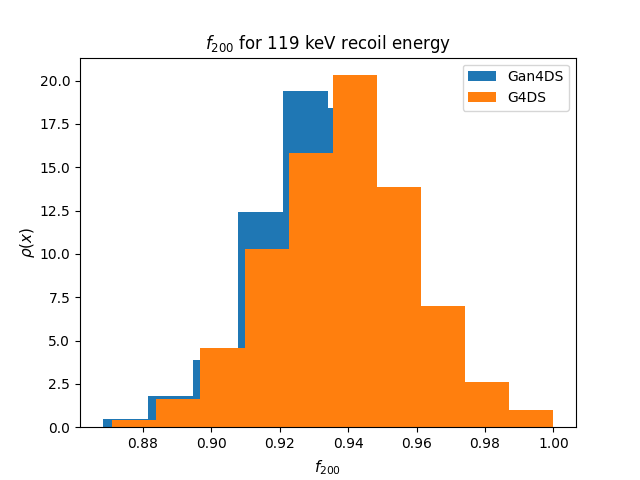 f₂₀₀ for 119 keV recoil energy
Gan4DS
G4DS
20.0
17.5
15.0
12.5
10.0
7.5
5.0
2.5
0.0
ρ(x)
0.88 0.90 0.92 0.94 0.96 0.98 1.00
f₂₀₀